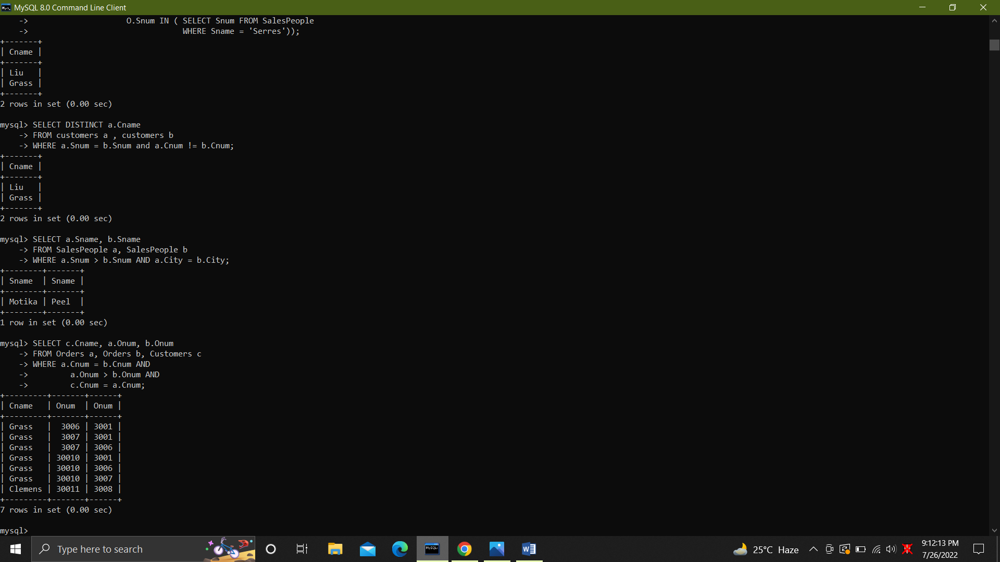 MySQL 8.0 Command Line Client
    ->                     O.Snum IN ( SELECT Snum FROM SalesPeople
    ->                                 WHERE Sname = 'Serres'));
+-------+
| Cname |
+-------+
| Liu   |
| Grass |
+-------+
2 rows in set (0.00 sec)
mysql> SELECT DISTINCT a.Cname
    -> FROM customers a , customers b
    -> WHERE a.Snum = b.Snum and a.Cnum != b.Cnum;
+-------+
| Cname |
+-------+
| Liu   |
| Grass |
+-------+
2 rows in set (0.00 sec)
mysql> SELECT a.Sname, b.Sname
    -> FROM SalesPeople a, SalesPeople b
    -> WHERE a.Snum > b.Snum AND a.City = b.City;
+--------+-------+
| Sname  | Sname |
+--------+-------+
| Motika | Peel  |
+--------+-------+
1 row in set (0.00 sec)
mysql> SELECT c.Cname, a.Onum, b.Onum
    -> FROM Orders a, Orders b, Customers c
    -> WHERE a.Cnum = b.Cnum AND
    ->         a.Onum > b.Onum AND
    ->         c.Cnum = a.Cnum;
+---------+-------+------+
| Cname   | Onum  | Onum |
+---------+-------+------+
| Grass   |  3006 | 3001 |
| Grass   |  3007 | 3001 |
| Grass   |  3007 | 3006 |
| Grass   | 30010 | 3001 |
| Grass   | 30010 | 3006 |
| Grass   | 30010 | 3007 |
| Clemens | 30011 | 3008 |
+---------+-------+------+
7 rows in set (0.00 sec)
mysql>
Type here to search
25°C Haze
9:12:13 PM
7/26/2022